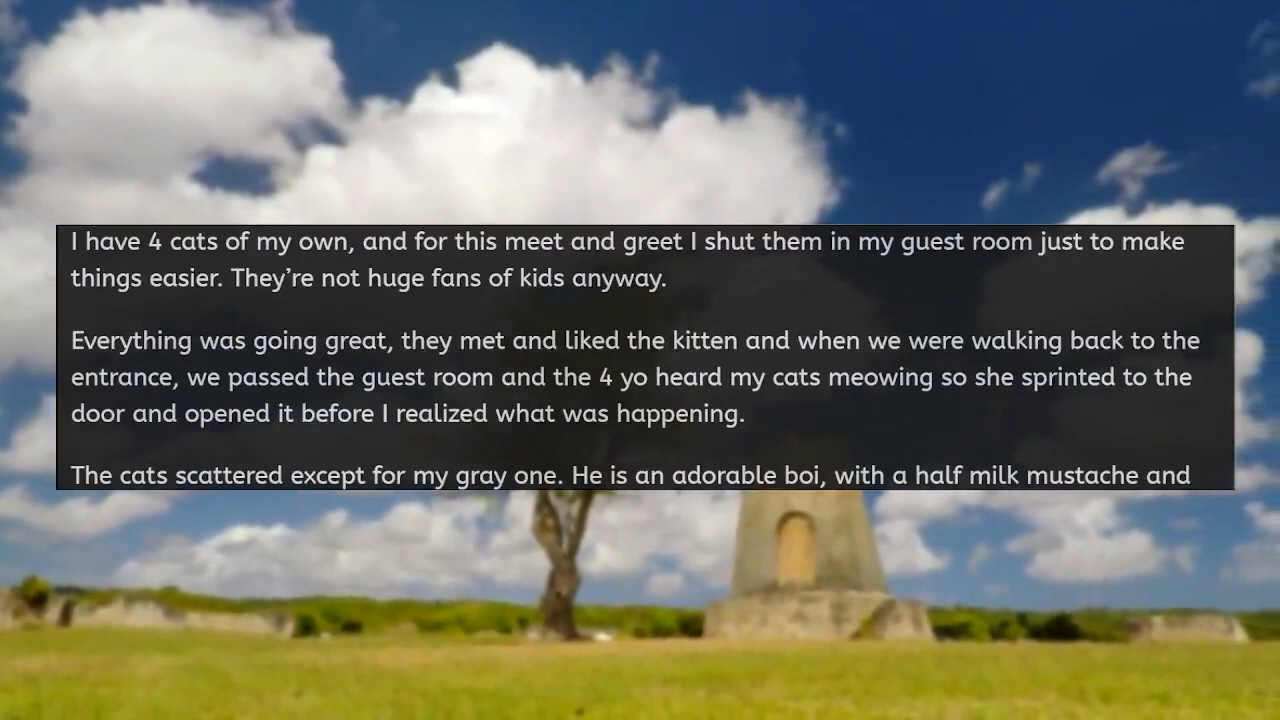 I have 4 cats of my own, and for this meet and greet I shut them in my guest room just to make
things easier. They’re not huge fans of kids anyway.
Everything was going great, they met and liked the kitten and when we were walking back to the
entrance, we passed the guest room and the 4 yo heard my cats meowing so she sprinted to the
door and opened it before I realized what was happening.
The cats scattered except for my gray one. He is an adorable boi, with a half milk mustache and